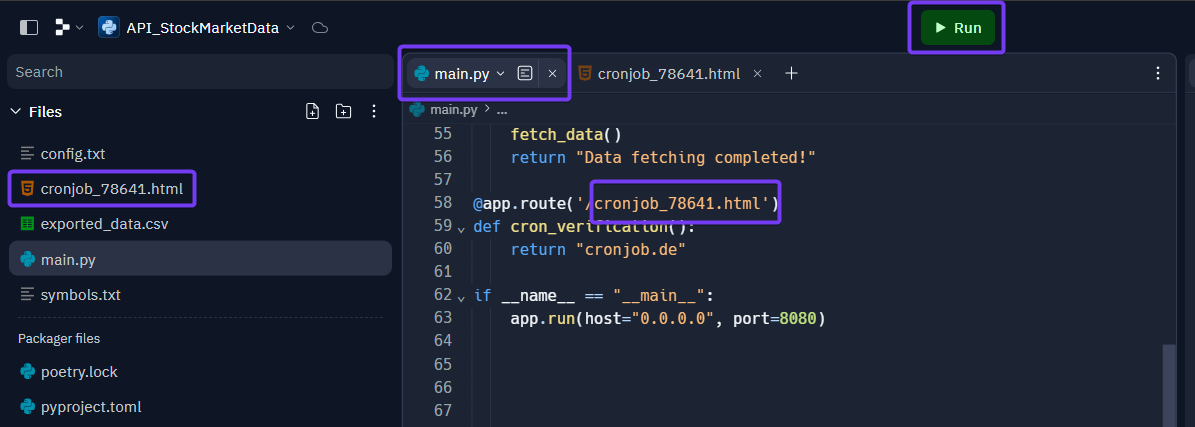 API_StockMarketData
Run
Search
main.py
cronjob_78641.html
Files
main.py > ...
config.txt
cronjob_78641.html
exported_data.csv
main.py
symbols.txt
Packager files
poetry.lock
pyproject.toml
55 fetch_data()
56 return "Data fetching completed!"
57
58 @app.route('/cronjob_78641.html')
59 def cron_verification():
60 return "cronjob.de"
61
62 if __name__ == "__main__":
63 app.run(host="0.0.0.0", port=8080)
64
65
66
67